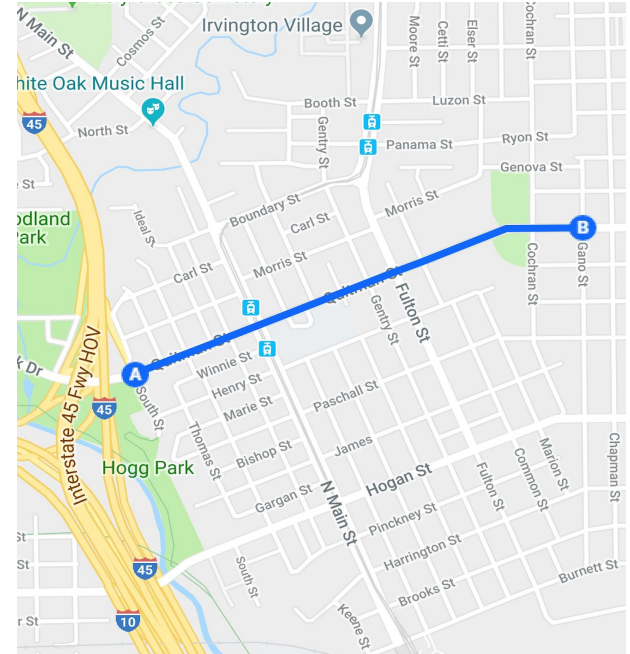 N Main St
Cosmos St
Irvington Village
Moore St
Cetti St
Elser St
Cochran St
hite Oak Music Hall
45
North St
Booth St
Luzon St
Gentry St
Panama St
Ryon St
Genova St
e St
odland
Park
Ideal S
Boundary St
Carl St
Morris St
B
Carl St
Morris St
Quitman St
Cochran St
Gano St
Gentry St
Fulton St
Quitman St
k Dr
A
Winnie St
Henry St
Marie St
Interstate 45 Fwy HOV
45
South St
Thomas St
Paschall St
James
Bishop St
Hogg Park
Hogan St
N Main St
Gargan St
Fulton St
Common St
Marion St
Chapman St
Pinckney St
St
45
South St
Harrington St
Burnett St
Brooks St
10
r St
Keene St